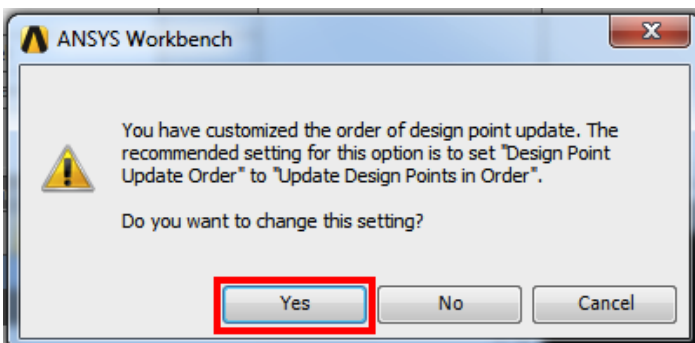 ANSYS Workbench
You have customized the order of design point update. The
recommended setting for this option is to set "Design Point
Update Order" to "Update Design Points in Order".
Do you want to change this setting?
Yes No Cancel